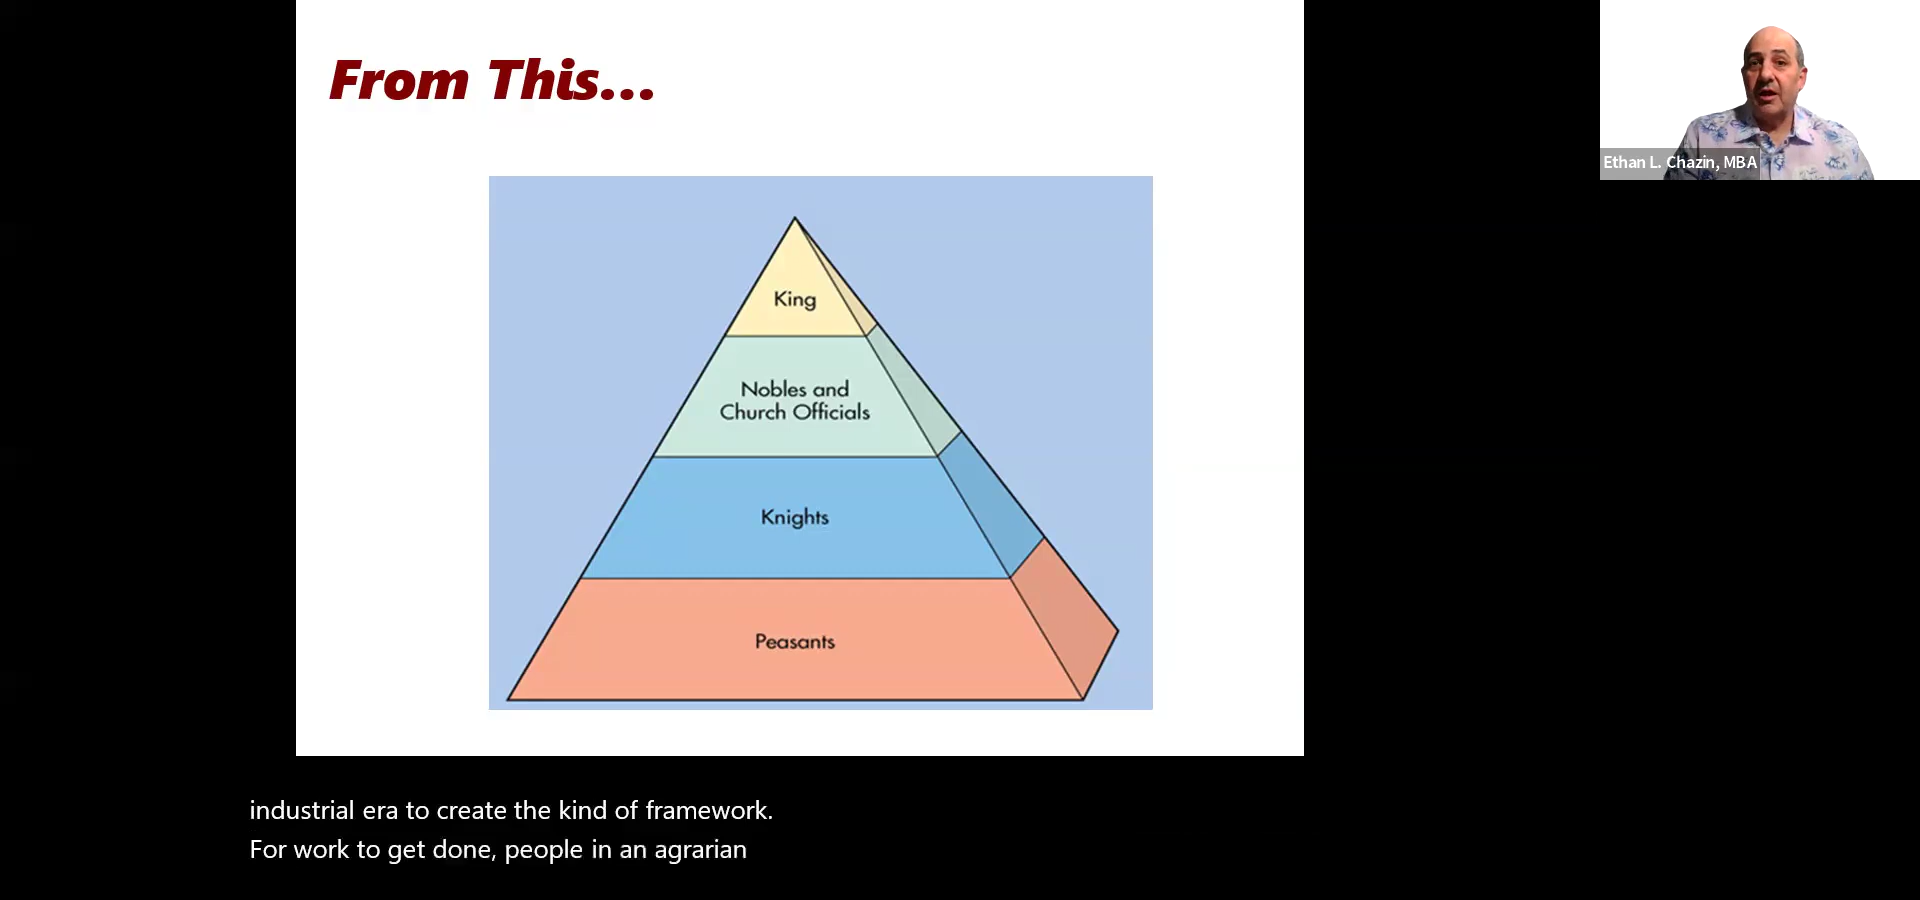 From This...
Ethan L. Chazin, MBA
King
Nobles and
Church Officials
Knights
Peasants
industrial era to create the kind of framework.
For work to get done, people in an agrarian